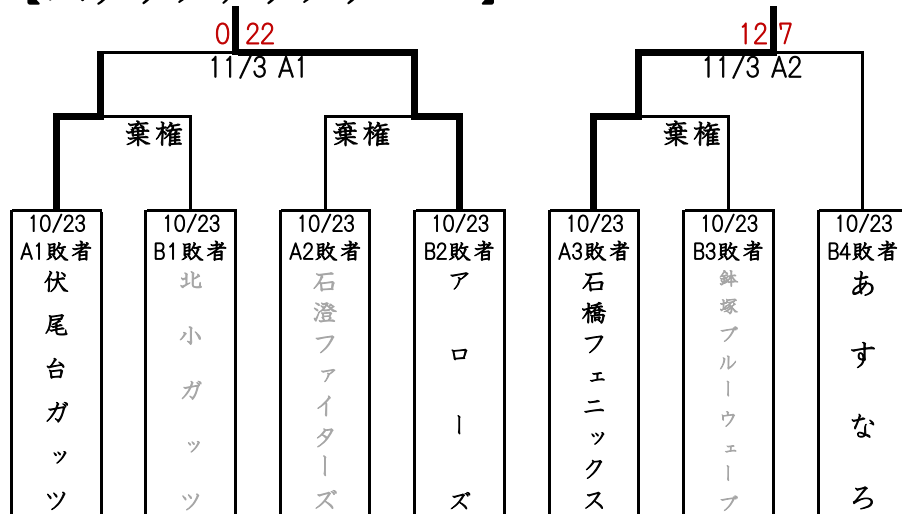 0 22
12 7
11/3 A1
11/3 A2
棄権
棄権
棄権
10/23
A1敗者
伏尾台ガッツ
10/23
B1敗者
北小ガッツ
10/23
A2敗者
石澄ファイターズ
10/23
B2敗者
アローズ
10/23
A3敗者
石橋フェニックス
10/23
B3敗者
鉢塚ブルーウェーブ
10/23
B4敗者
あすなろ